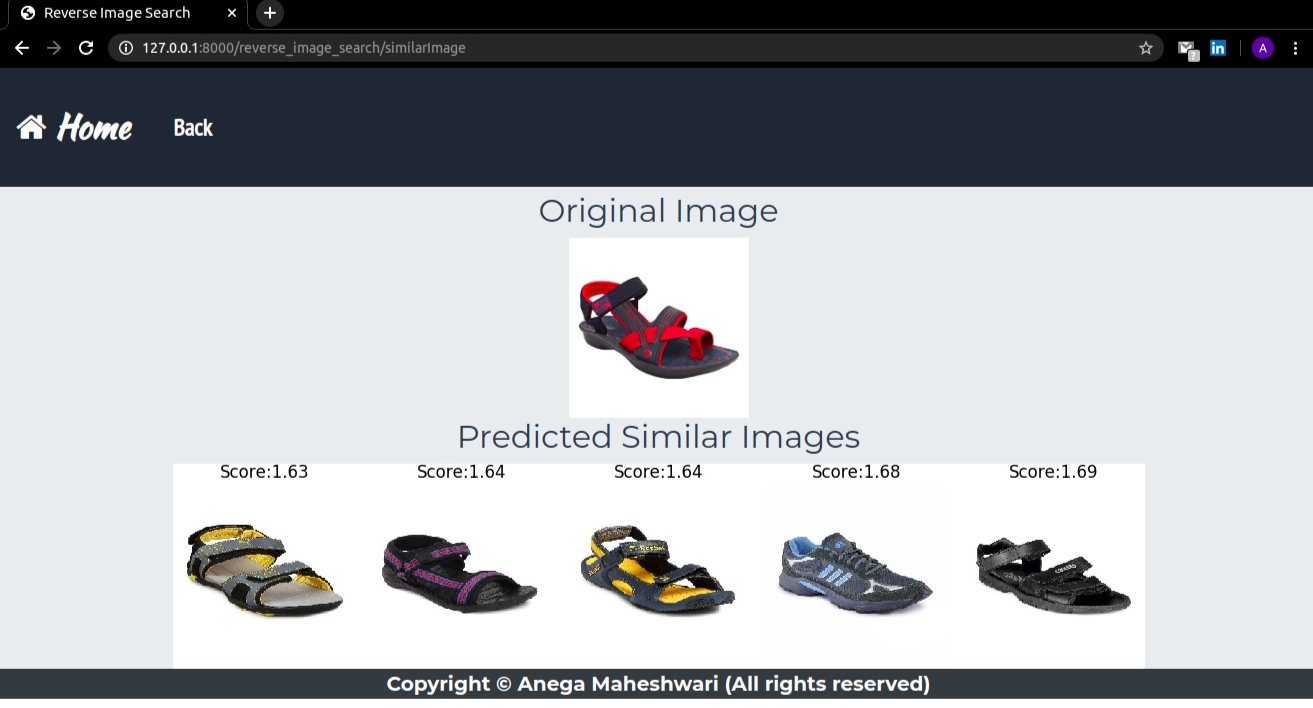 Reverse Image Search
127.0.0.1:8000/reverse_image_search/similarImage
?
in
A
Home Back
Original Image
Predicted Similar Images
Score:1.63 Score:1.64 Score:1.64 Score:1.68 Score:1.69
Copyright © Anega Maheshwari (All rights reserved)